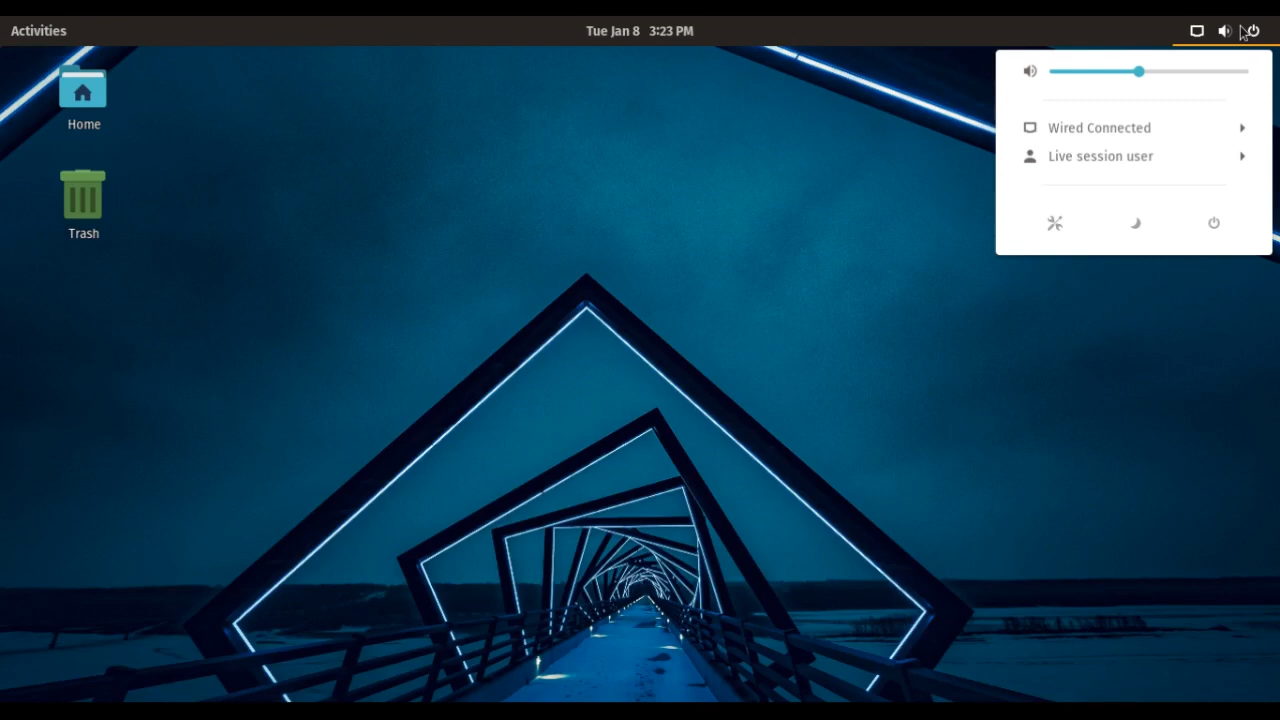 Activities
Tue Jan 8 3:23 PM
Home
Trash
Wired Connected
Live session user